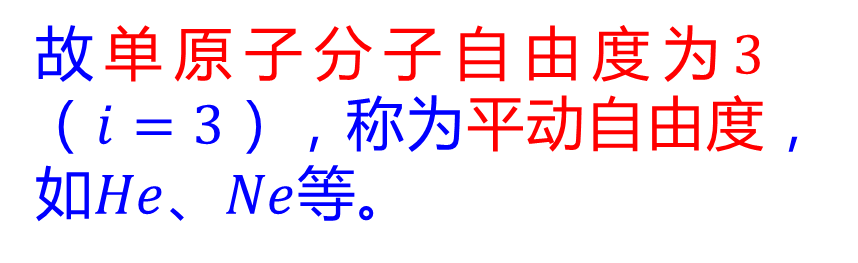 故单原子分子自由度为3
（i = 3），称为平动自由度，
如He、Ne等。